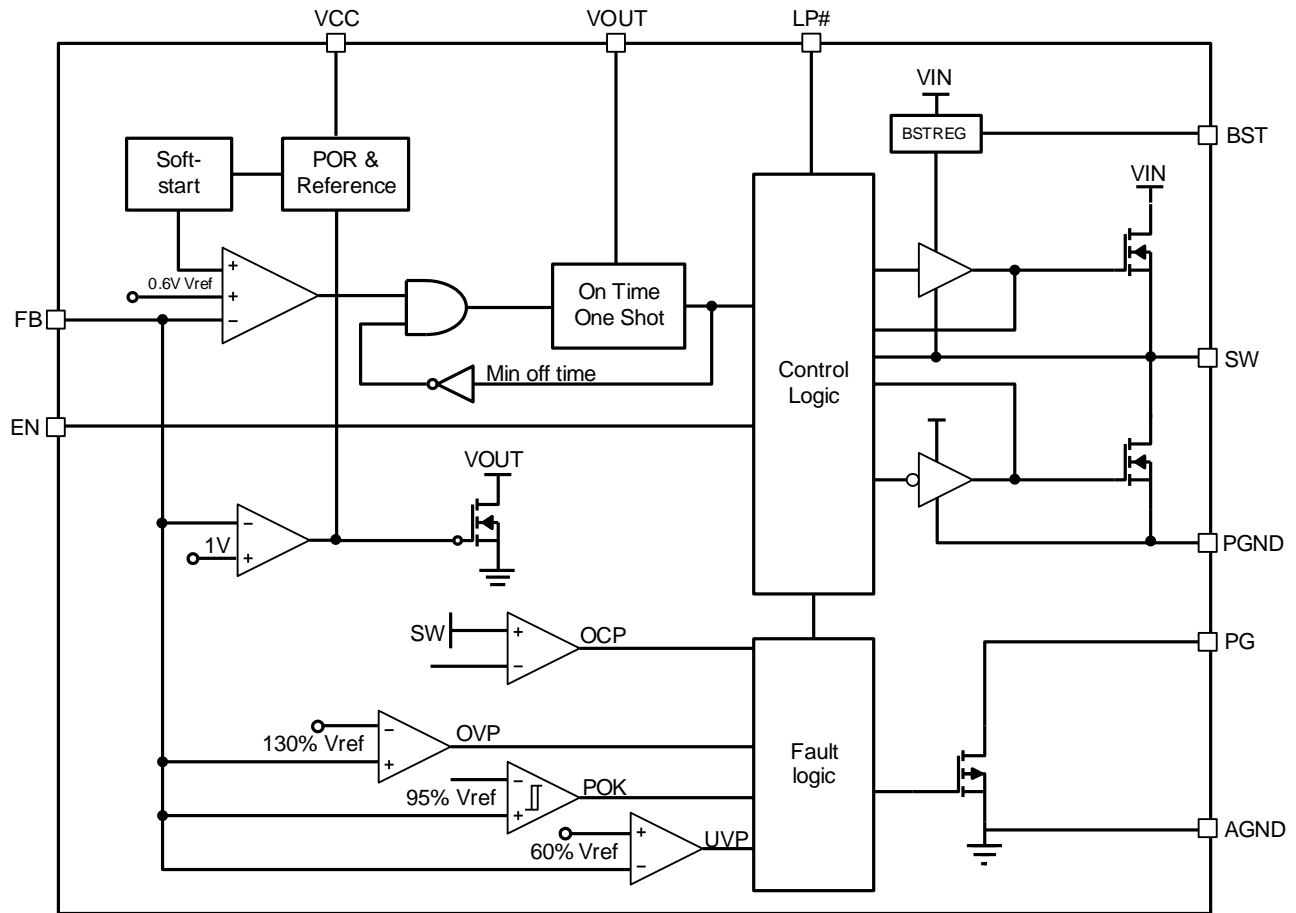 VCC
VOUT
LP#
VIN
BSTREG
BST
Soft-
start
POR &
Reference
VIN
+
0.6V Vref
+
−
On Time
One Shot
FB
Min off time
Control
Logic
SW
EN
VOUT
−
1V
+
PGND
SW
+
−
OCP
PG
130% Vref
−
+
OVP
Fault
logic
95% Vref
−
+
POK
60% Vref
+
−
UVP
AGND